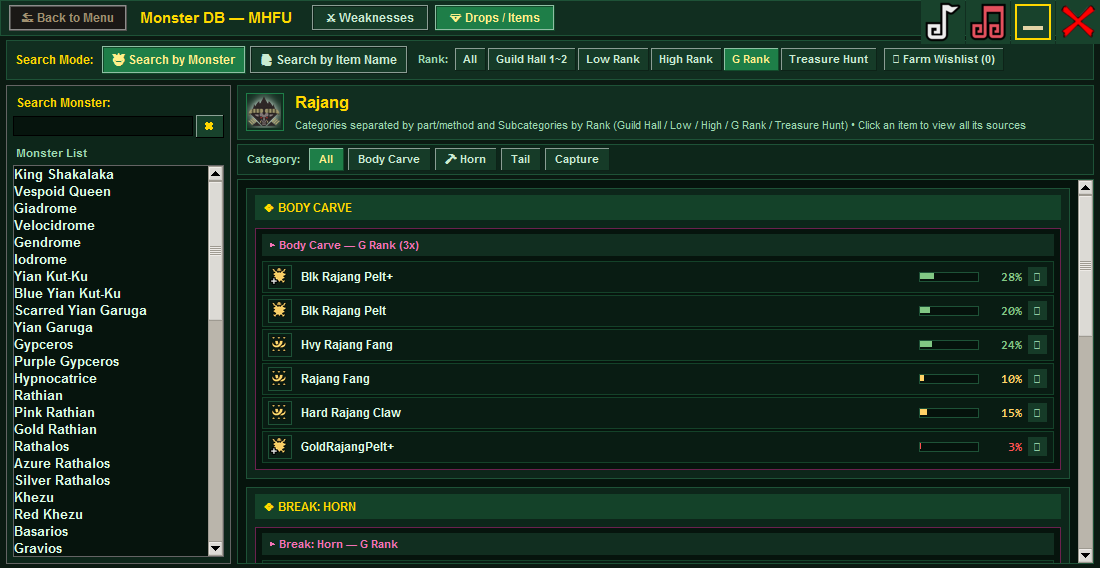 Back to Menu
Monster DB — MHFU
Weaknesses
Drops / Items
Search Mode:
Search by Monster
Search by Item Name
Rank:
All
Guild Hall 1~2
Low Rank
High Rank
G Rank
Treasure Hunt
Farm Wishlist (0)
Search Monster:
Monster List
King Shakalaka
Vespoid Queen
Giadrome
Velocidrome
Gendrome
Iodrome
Yian Kut-Ku
Blue Yian Kut-Ku
Scarred Yian Garuga
Yian Garuga
Gypceros
Purple Gypceros
Hypnocatrice
Rathian
Pink Rathian
Gold Rathian
Rathalos
Azure Rathalos
Silver Rathalos
Khezu
Red Khezu
Basarios
Gravios
Rajang
Categories separated by part/method and Subcategories by Rank (Guild Hall / Low / High / G Rank / Treasure Hunt) • Click an item to view all its sources
Category:
All
Body Carve
Horn
Tail
Capture
BODY CARVE
Body Carve — G Rank (3x)
Blk Rajang Pelt+ 28%
Blk Rajang Pelt 20%
Hvy Rajang Fang 24%
Rajang Fang 10%
Hard Rajang Claw 15%
GoldRajangPelt+ 3%
BREAK: HORN
Break: Horn — G Rank